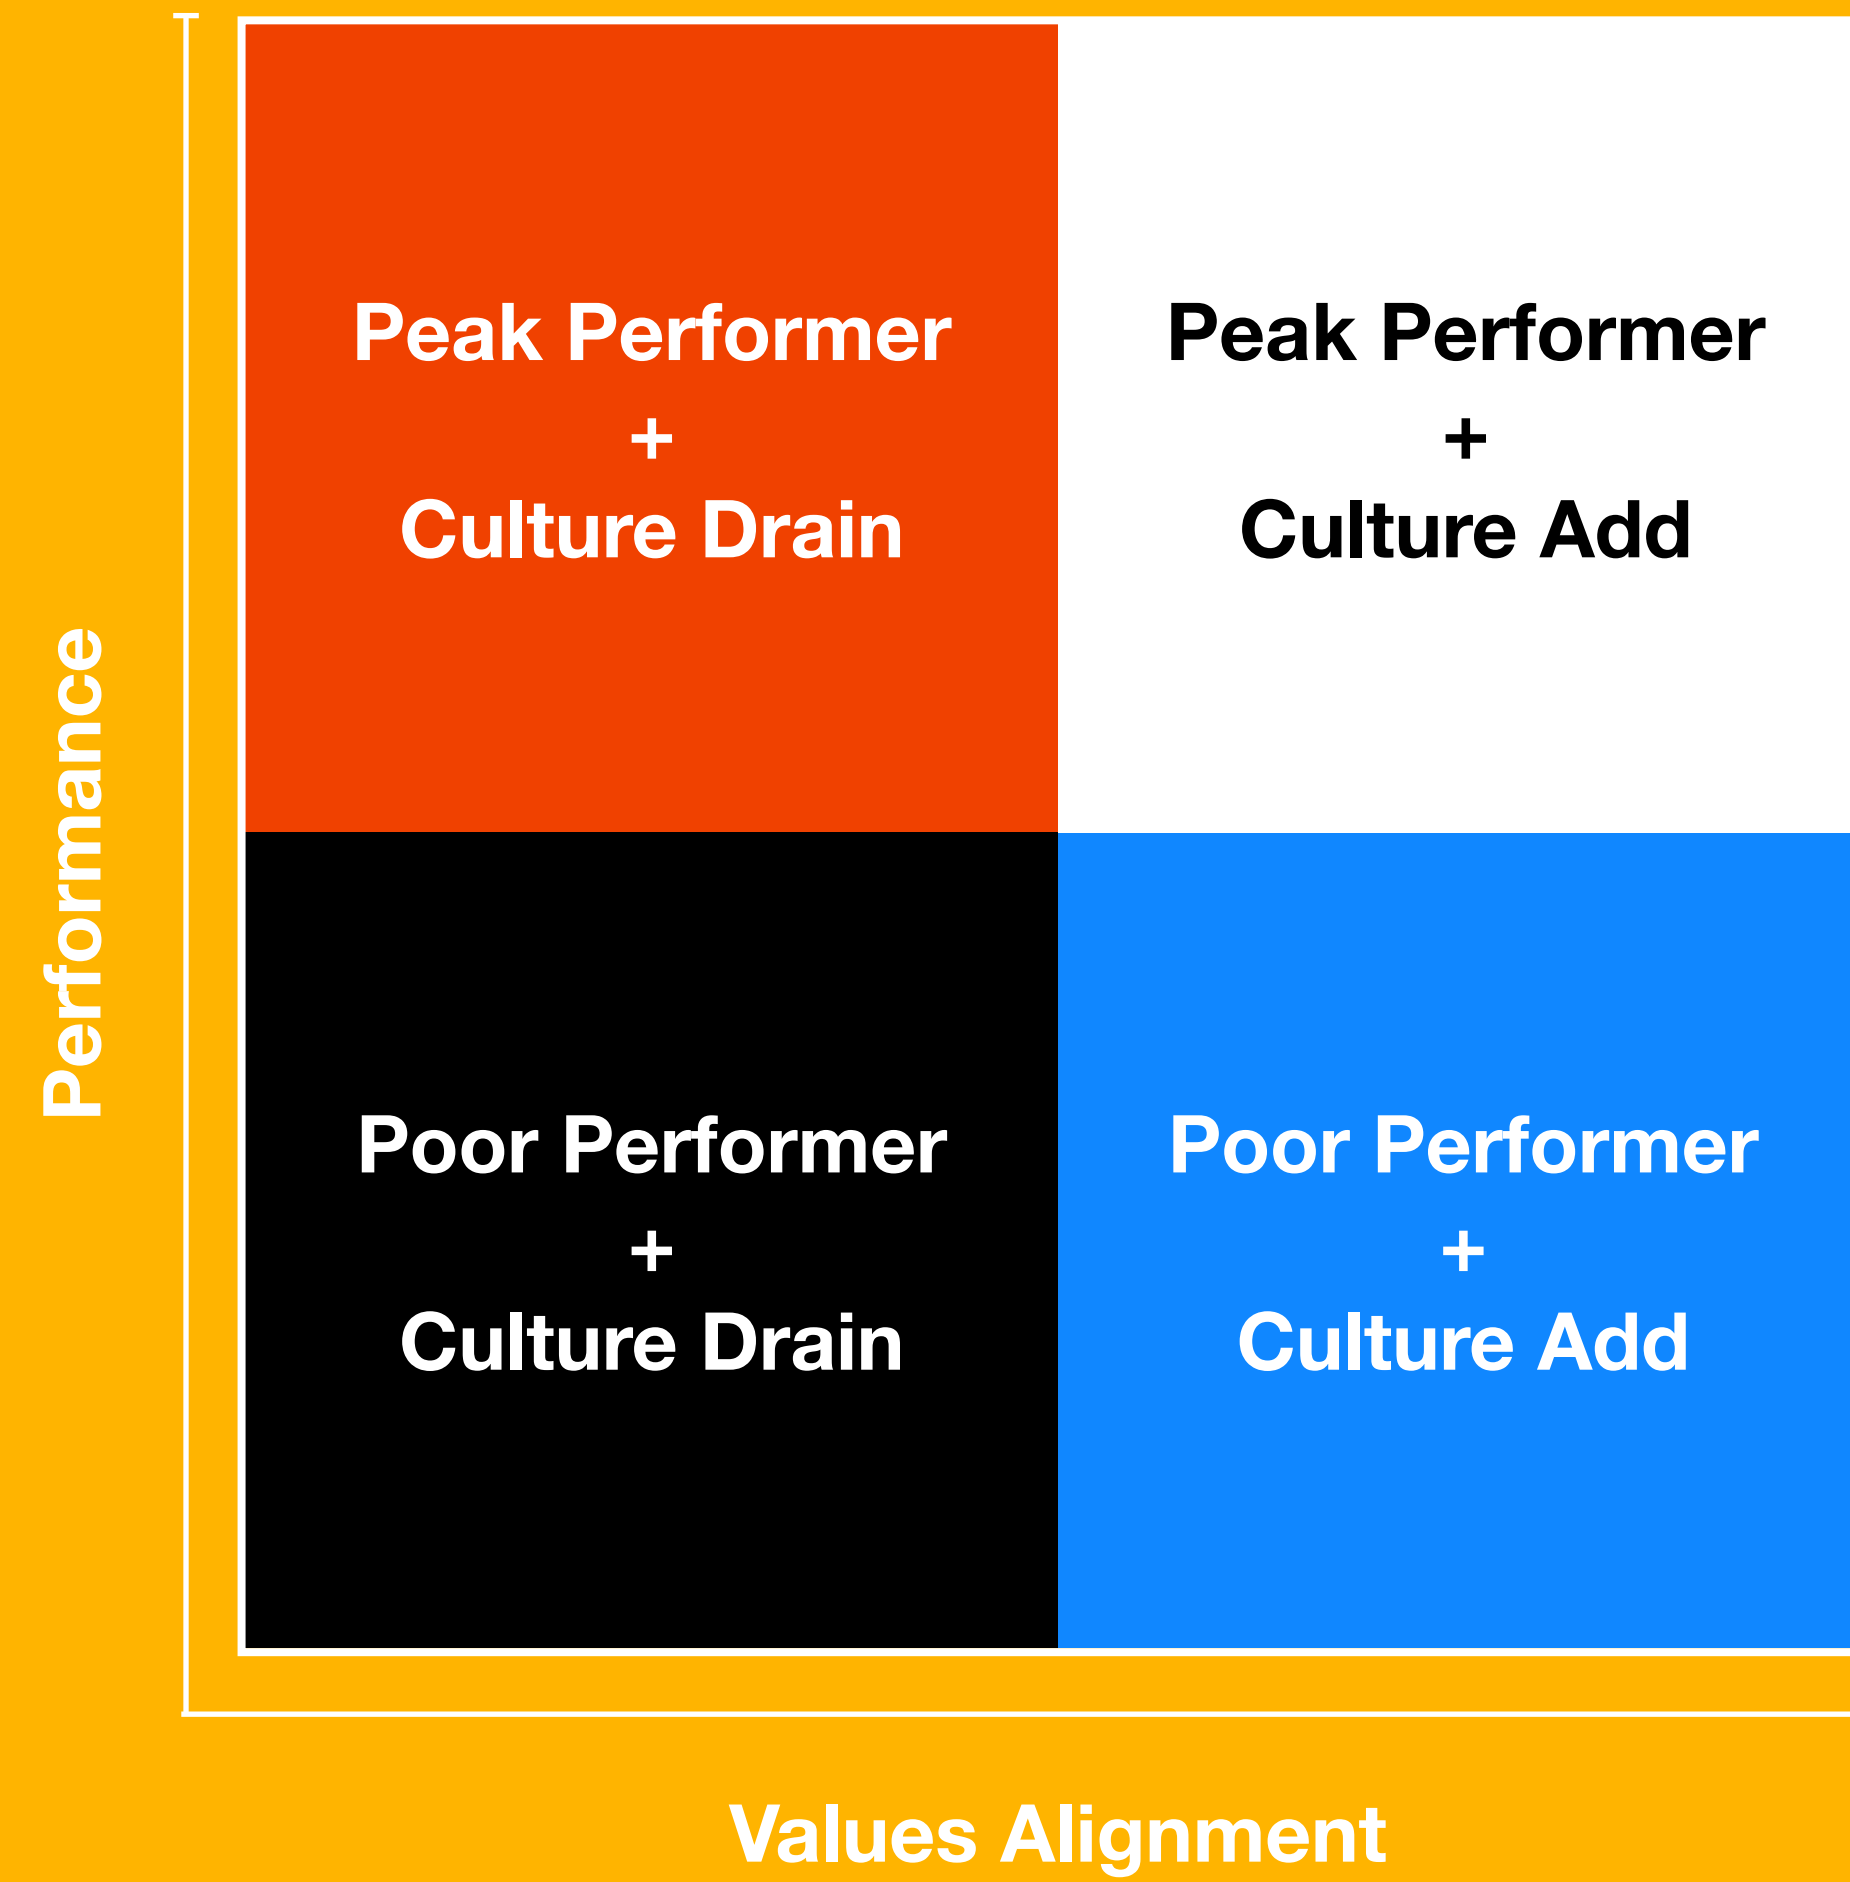 Performance
Peak Performer
+
Culture Drain
Peak Performer
+
Culture Add
Poor Performer
+
Culture Drain
Poor Performer
+
Culture Add
Values Alignment